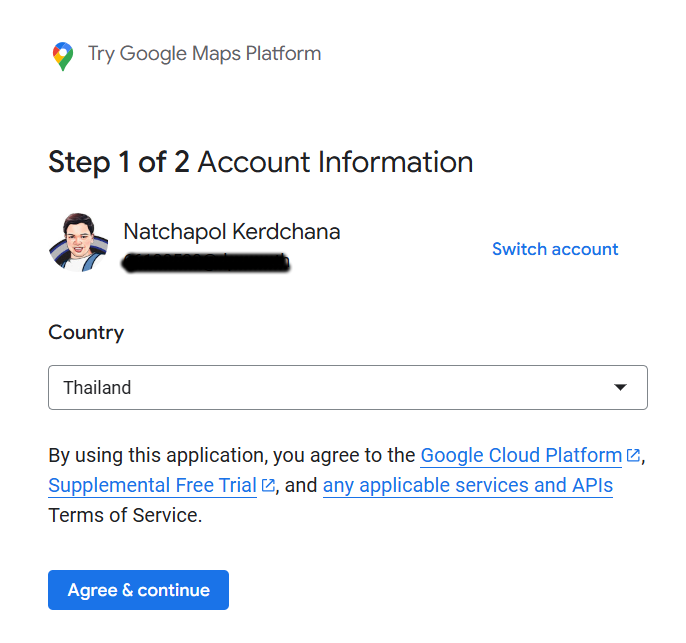 Try Google Maps Platform
Step 1 of 2 Account Information
Natchapol Kerdchana
Switch account
Country
Thailand
By using this application, you agree to the Google Cloud Platform,
Supplemental Free Trial, and any applicable services and APIs
Terms of Service.
Agree & continue